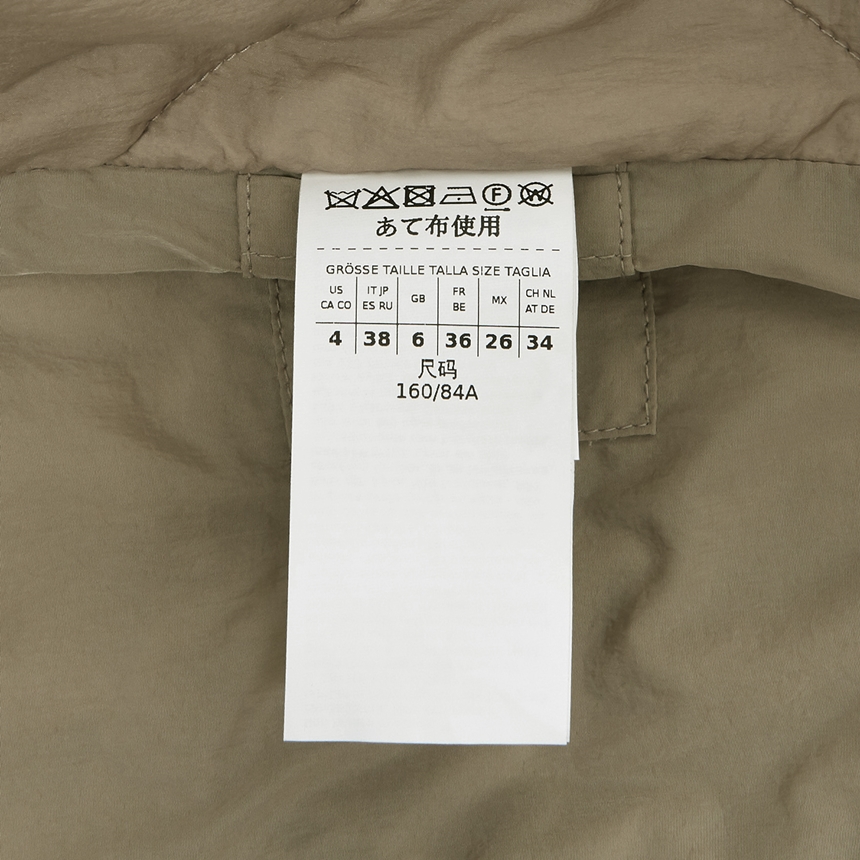 F W
あて布使用
GRÖSSE TAILLE TALLA SIZE TAGLIA
US CA CO IT JP ES RU GB FR BE MX CH NL AT DE
4 38 6 36 26 34
尺码
160/84A